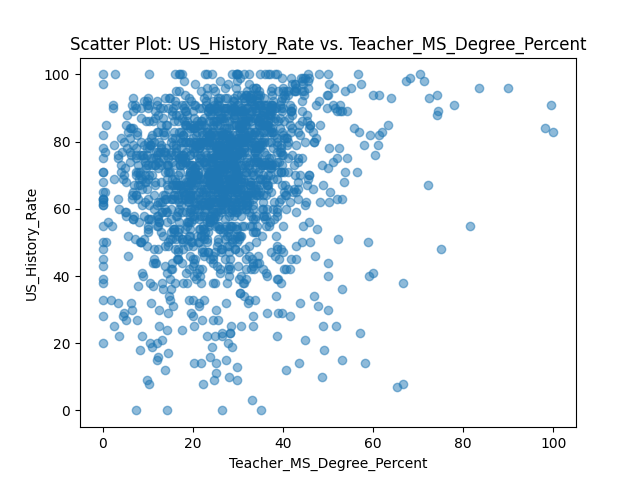 Scatter Plot: US_History_Rate vs. Teacher_MS_Degree_Percent
100
80
60
40
20
0
US_History_Rate
0 20 40 60 80 100
Teacher_MS_Degree_Percent